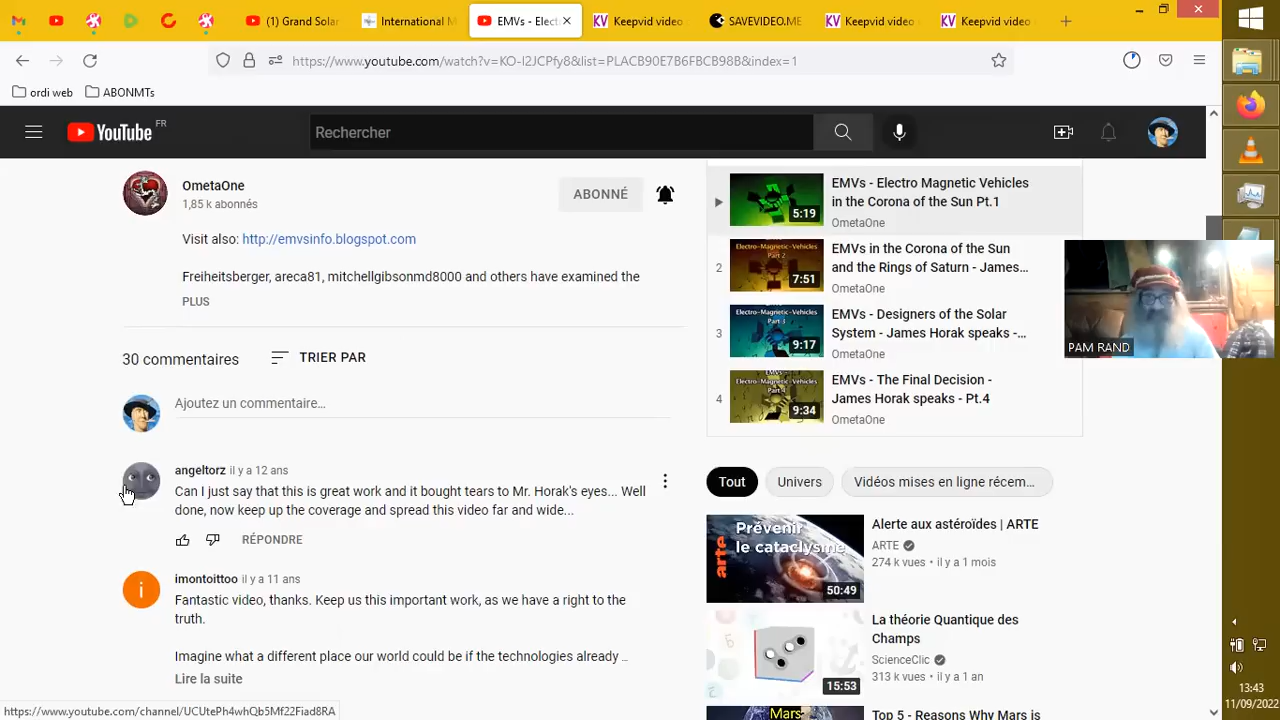 (1) Grand Solar
International M
EMVs - Elect
Keepvid video
SAVEVIDEO.ME
Keepvid video
Keepvid video
https://www.youtube.com/watch?v=KO-I2JCPfy8&list=PLACB90E7B6FBCB98B&index=1
ordi web
ABONMTs
YouTube FR
Rechercher
OmetaOne
1,85 k abonnés
ABONNÉ
Visit also: http://emvsinfo.blogspot.com
Freiheitsberger, areca81, mitchellgibsonmd8000 and others have examined the
PLUS
30 commentaires
TRIER PAR
Ajoutez un commentaire...
angeltorz il y a 12 ans
Can I just say that this is great work and it bought tears to Mr. Horak's eyes... Well
done, now keep up the coverage and spread this video far and wide...
RÉPONDRE
i
imontoittoo il y a 11 ans
Fantastic video, thanks. Keep us this important work, as we have a right to the
truth.
Imagine what a different place our world could be if the technologies already …
Lire la suite
https://www.youtube.com/channel/UCUtePh4whQb5Mf22Fiad8RA
5:19
EMVs - Electro Magnetic Vehicles
in the Corona of the Sun Pt.1
OmetaOne
2
Electro-Magnetic-Vehicles
Part 2
7:51
EMVs in the Corona of the Sun
and the Rings of Saturn - James...
OmetaOne
3
Electro-Magnetic-Vehicles
Part 3
9:17
EMVs - Designers of the Solar
System - James Horak speaks -...
OmetaOne
4
Electro-Magnetic-Vehicles
9:34
EMVs - The Final Decision -
James Horak speaks - Pt.4
OmetaOne
Tout
Univers
Vidéos mises en ligne récem...
arte
Prévenir
le cataclysme
50:49
Alerte aux astéroïdes | ARTE
ARTE
274 k vues • il y a 1 mois
15:53
La théorie Quantique des
Champs
ScienceClic
313 k vues • il y a 1 an
Mars
Top 5 - Reasons Why Mars is
PAM RAND
13:43
11/09/2022